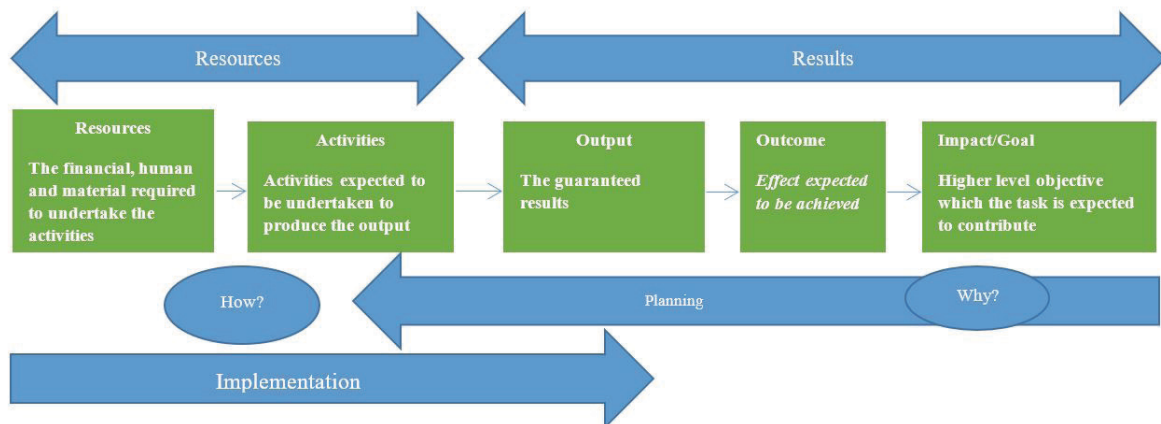 Resources
Results
Resources
The financial, human
and material required
to undertake the
activities
Activities
Activities expected to
be undertaken to
produce the output
Output
The guaranteed
results
Outcome
Effect expected
to be achieved
Impact/Goal
Higher level objective
which the task is expected
to contribute
How?
Planning
Why?
Implementation